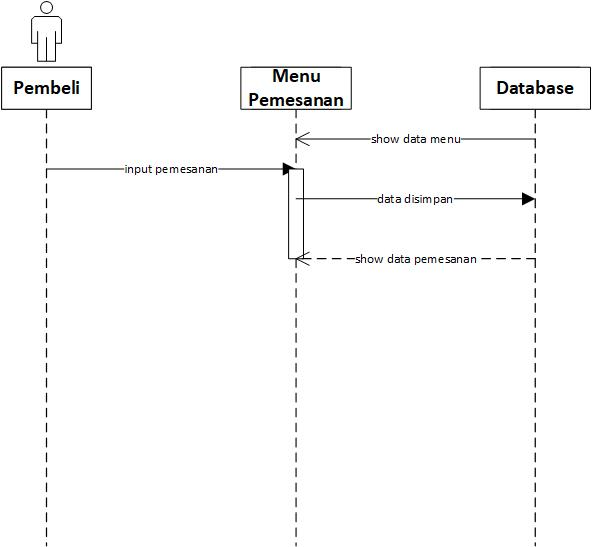 Pembeli
Menu
Pemesanan
Database
show data menu
input pemesanan
data disimpan
show data pemesanan